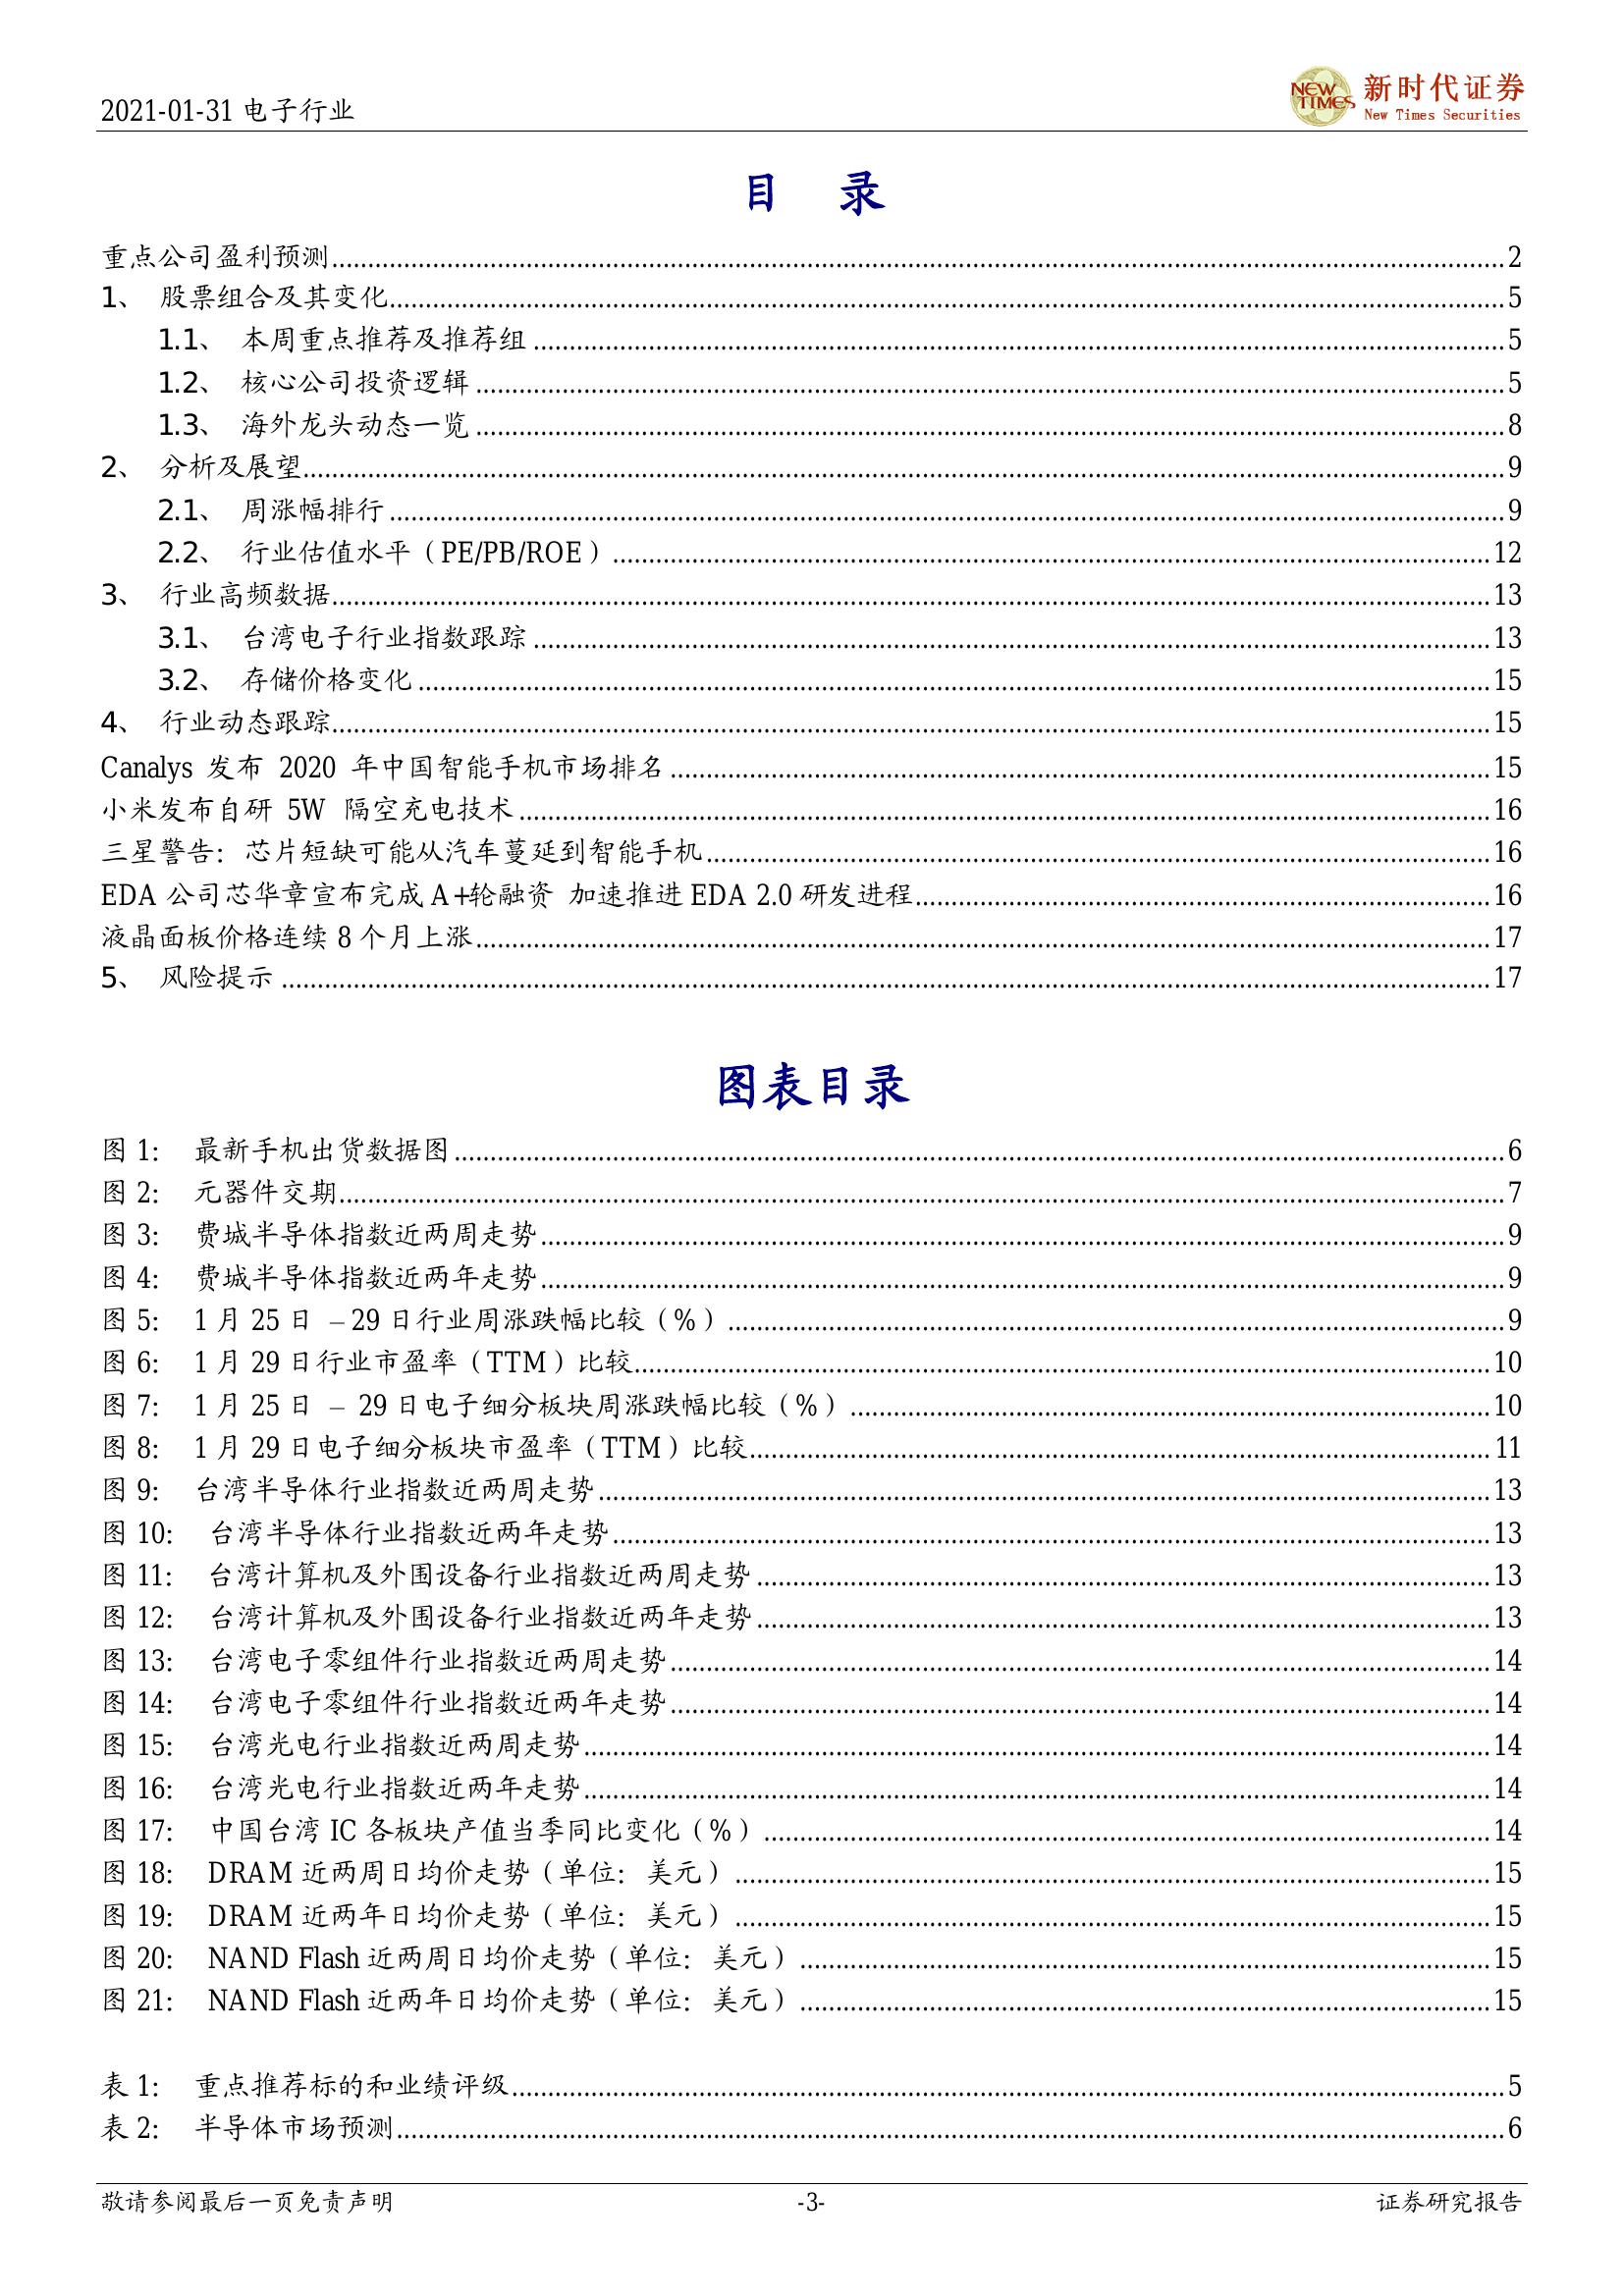 2021-01-31 电子行业
NEW TIMES 新时代证券
New Times Securities
目 录
重点公司盈利预测 2
1、 股票组合及其变化 5
1.1、 本周重点推荐及推荐组 5
1.2、 核心公司投资逻辑 5
1.3、 海外龙头动态一览 8
2、 分析及展望 9
2.1、 周涨幅排行 9
2.2、 行业估值水平（PE/PB/ROE） 12
3、 行业高频数据 13
3.1、 台湾电子行业指数跟踪 13
3.2、 存储价格变化 15
4、 行业动态跟踪 15
Canalys 发布 2020 年中国智能手机市场排名 15
小米发布自研 5W 隔空充电技术 16
三星警告：芯片短缺可能从汽车蔓延到智能手机 16
EDA 公司芯华章宣布完成 A+轮融资 加速推进 EDA 2.0 研发进程 16
液晶面板价格连续 8 个月上涨 17
5、 风险提示 17
图表目录
图 1： 最新手机出货数据图 6
图 2： 元器件交期 7
图 3： 费城半导体指数近两周走势 9
图 4： 费城半导体指数近两年走势 9
图 5： 1 月 25 日 – 29 日行业周涨跌幅比较（%） 9
图 6： 1 月 29 日行业市盈率（TTM）比较 10
图 7： 1 月 25 日 – 29 日电子细分板块周涨跌幅比较（%） 10
图 8： 1 月 29 日电子细分板块市盈率（TTM）比较 11
图 9： 台湾半导体行业指数近两周走势 13
图 10： 台湾半导体行业指数近两年走势 13
图 11： 台湾计算机及外围设备行业指数近两周走势 13
图 12： 台湾计算机及外围设备行业指数近两年走势 13
图 13： 台湾电子零组件行业指数近两周走势 14
图 14： 台湾电子零组件行业指数近两年走势 14
图 15： 台湾光电行业指数近两周走势 14
图 16： 台湾光电行业指数近两年走势 14
图 17： 中国台湾 IC 各板块产值当季同比变化（%） 14
图 18： DRAM 近两周日均价走势（单位：美元） 15
图 19： DRAM 近两年日均价走势（单位：美元） 15
图 20： NAND Flash 近两周日均价走势（单位：美元） 15
图 21： NAND Flash 近两年日均价走势（单位：美元） 15
表 1： 重点推荐标的和业绩评级 5
表 2： 半导体市场预测 6
敬请参阅最后一页免责声明 -3- 证券研究报告